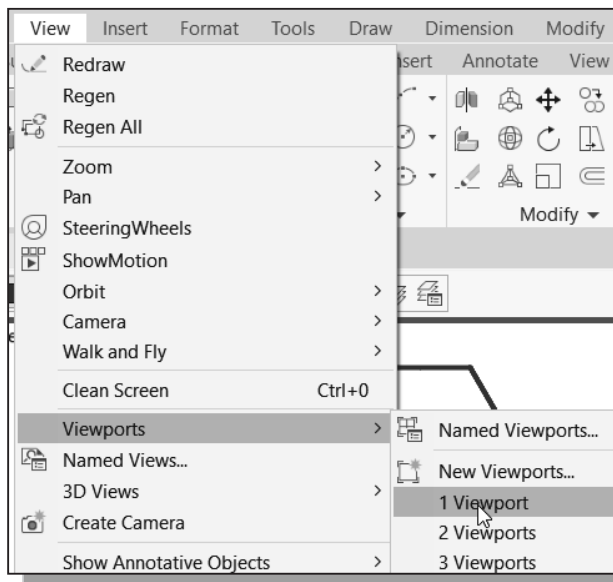 View Insert Format Tools Draw Dimension Modify
Annotate View
Redraw
Regen
Regen All
Zoom
Pan
SteeringWheels
Modify
ShowMotion
Orbit
Camera
Walk and Fly
Clean Screen Ctrl+0
Viewports
Named Views...
3D Views
Create Camera
Show Annotative Objects
Named Viewports...
New Viewports...
1 Viewport
2 Viewports
3 Viewports